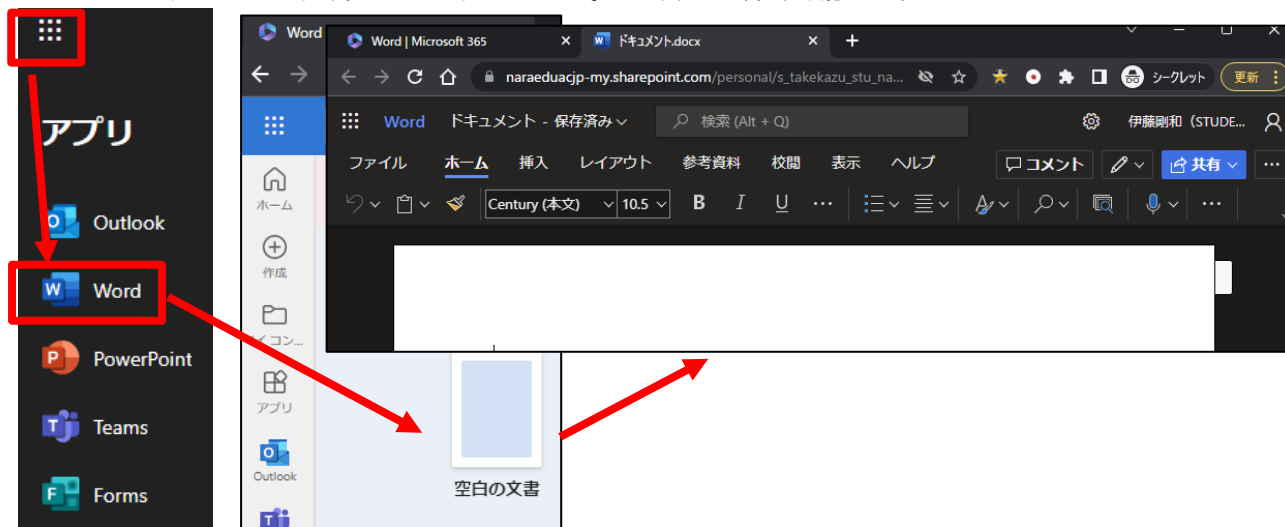 アプリ
Outlook
Word
PowerPoint
Teams
Forms
Word
ホーム
作成
アプリ
Outlook
空白の文書
Word | Microsoft 365
ドキュメント.docx
naraeduacjp-my.sharepoint.com/personal/s_takekazu_stu_na...
シークレット
更新
Word ドキュメント - 保存済み
検索 (Alt + Q)
伊藤剛和（STUDE...
ファイル ホーム 挿入 レイアウト 参考資料 校閲 表示 ヘルプ
コメント
共有
Century (本文) 10.5 B I U